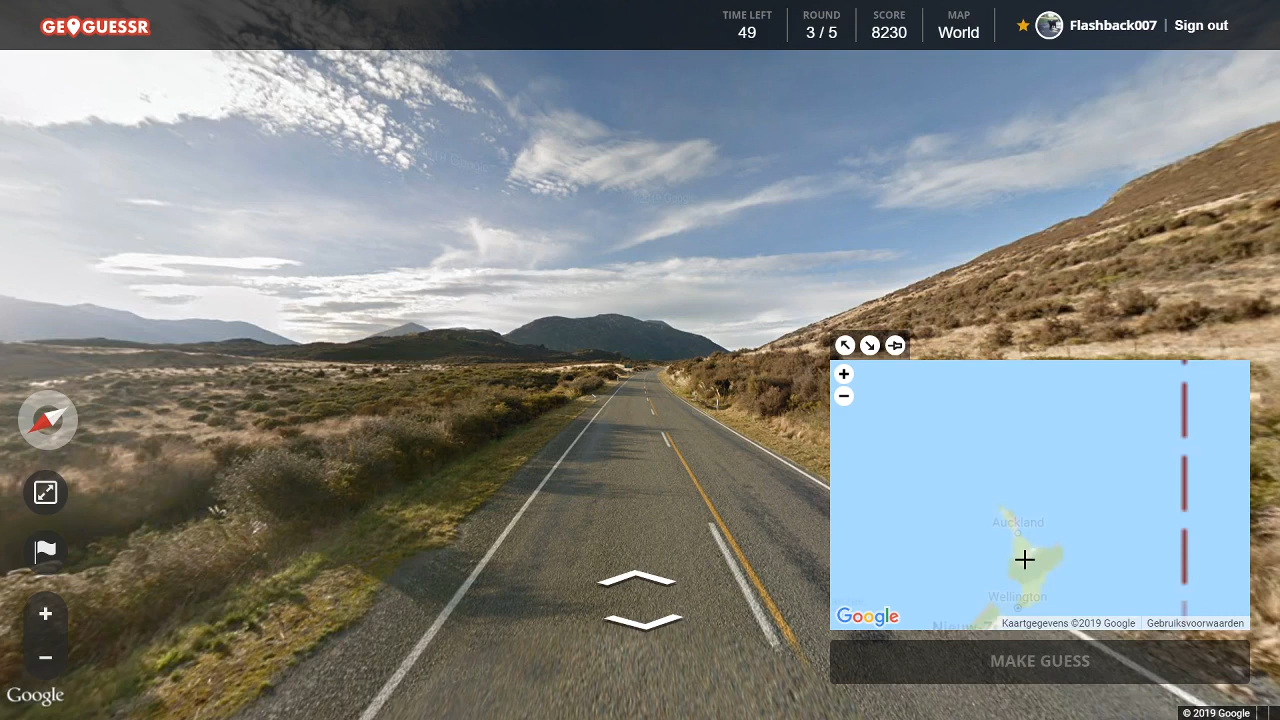 GEOGUESSR
TIME LEFT
49
ROUND
3 / 5
SCORE
8230
MAP
World
Flashback007 | Sign out
Auckland
Wellington
Google
Kaartgegevens ©2019 Google
Gebruiksvoorwaarden
MAKE GUESS
Google
© 2019 Google